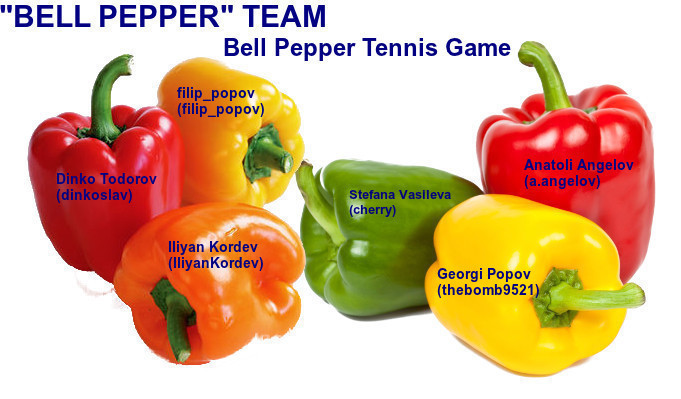 "BELL PEPPER" TEAM
Bell Pepper Tennis Game
filip_popov
(filip_popov)
Dinko Todorov
(dinkoslav)
Anatoli Angelov
(a.angelov)
Stefana Vasileva
(cherry)
Iliyan Kordev
(IliyanKordev)
Georgi Popov
(thebomb9521)